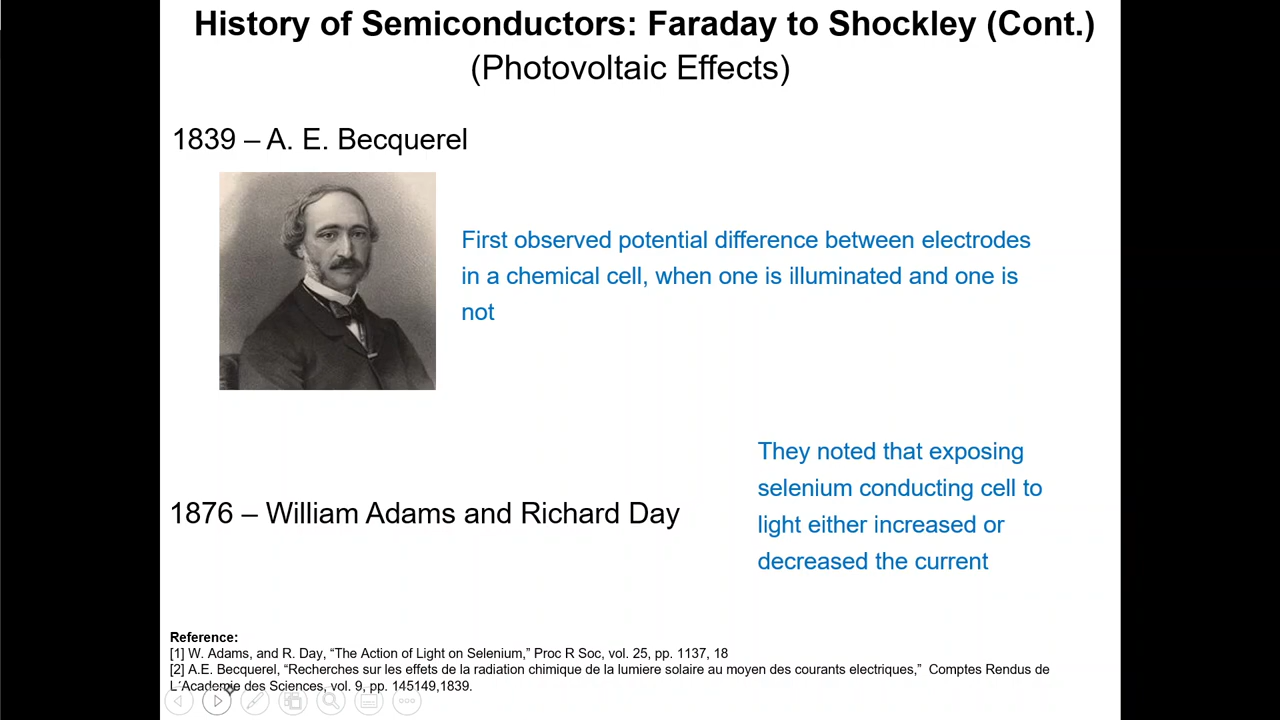 History of Semiconductors: Faraday to Shockley (Cont.)
(Photovoltaic Effects)
1839 – A. E. Becquerel
First observed potential difference between electrodes
in a chemical cell, when one is illuminated and one is
not
1876 – William Adams and Richard Day
They noted that exposing
selenium conducting cell to
light either increased or
decreased the current
Reference:
[1] W. Adams, and R. Day, “The Action of Light on Selenium,” Proc R Soc, vol. 25, pp. 1137, 18
[2] A.E. Becquerel, “Recherches sur les effets de la radiation chimique de la lumiere solaire au moyen des courants electriques,” Comptes Rendus de
L´Academie des Sciences, vol. 9, pp. 145149,1839.